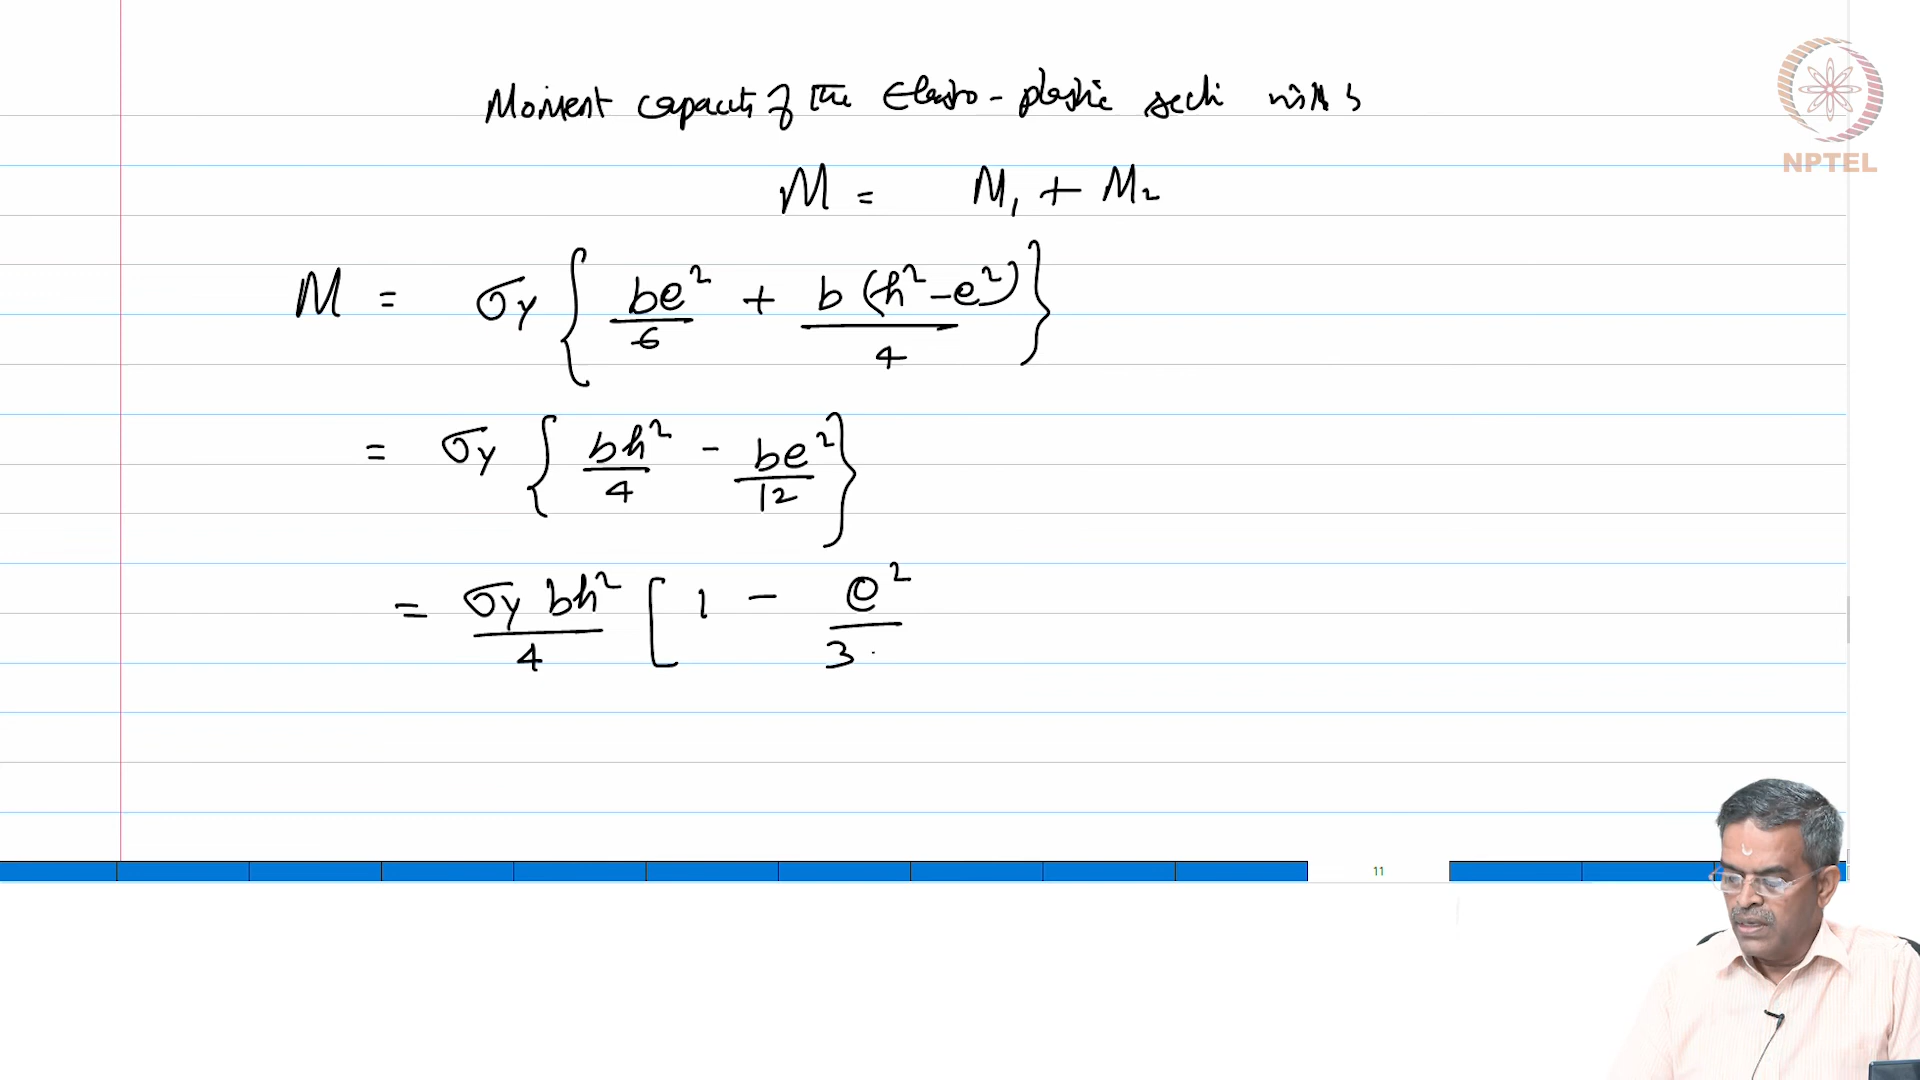 Moment capacity of the elasto-plastic secti will be
NPTEL
M = M₁ + M₂
M = σy { be²/6 + b(h²-e²)/4 }
= σy { bh²/4 - be²/12 }
= σy bh²/4 [ 1 - e²/3
11